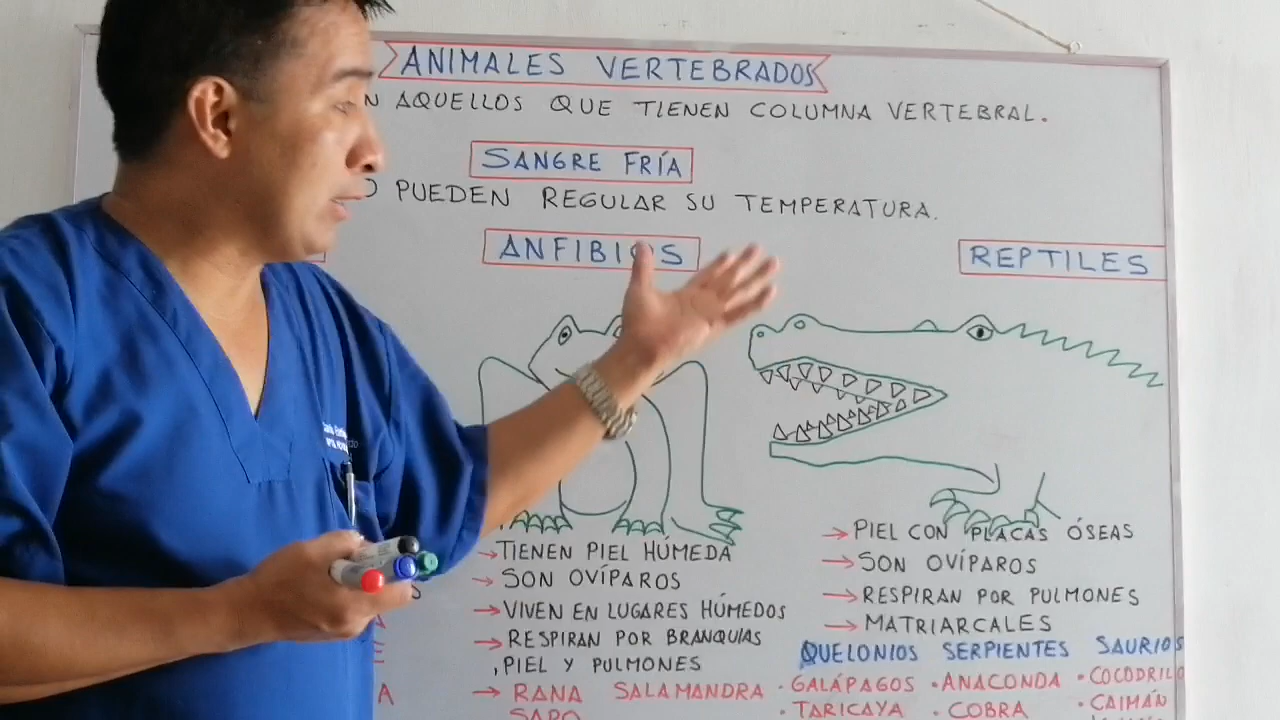 ANIMALES VERTEBRADOS
N AQUELLOS QUE TIENEN COLUMNA VERTEBRAL.
SANGRE FRÍA
O PUEDEN REGULAR SU TEMPERATURA.
ANFIBIOS
REPTILES
→ TIENEN PIEL HÚMEDA
→ SON OVÍPAROS
→ VIVEN EN LUGARES HÚMEDOS
→ RESPIRAN POR BRANQUIAS
, PIEL Y PULMONES
→ RANA SALAMANDRA
SAPO
→ PIEL CON PLACAS ÓSEAS
→ SON OVÍPAROS
→ RESPIRAN POR PULMONES
→ MATRIARCALES
QUELONIOS SERPIENTES SAURIOS
• GALÁPAGOS • ANACONDA • COCODRILO
• TARICAYA • COBRA • CAIMÁN